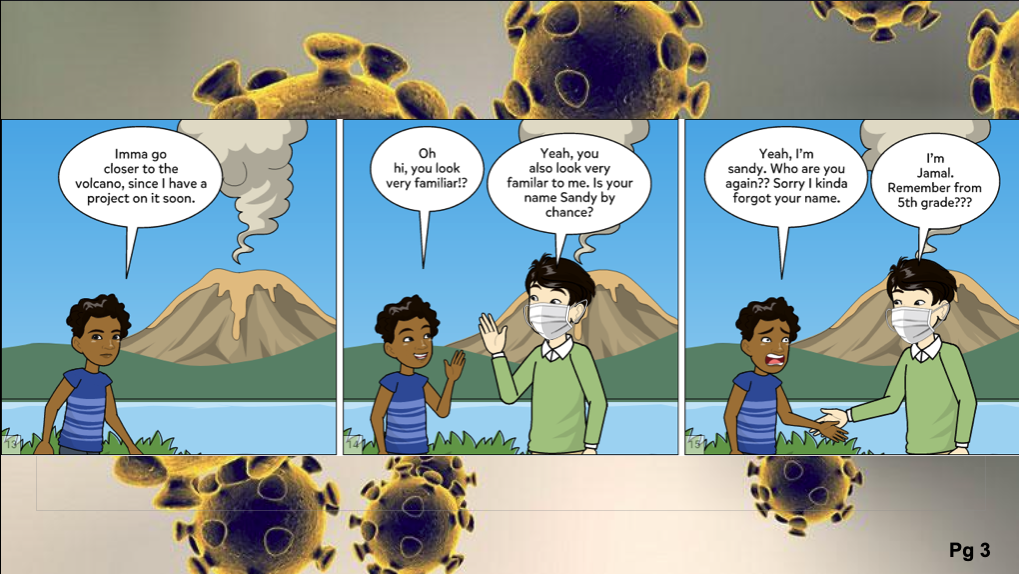 Imma go
closer to the
volcano, since I have a
project on it soon.
Oh
hi, you look
very familiar!?
Yeah, you
also look very
familar to me. Is your
name Sandy by
chance?
Yeah, I'm
sandy. Who are you
again?? Sorry I kinda
forgot your name.
I'm
Jamal.
Remember from
5th grade???
13
14
15
Pg 3